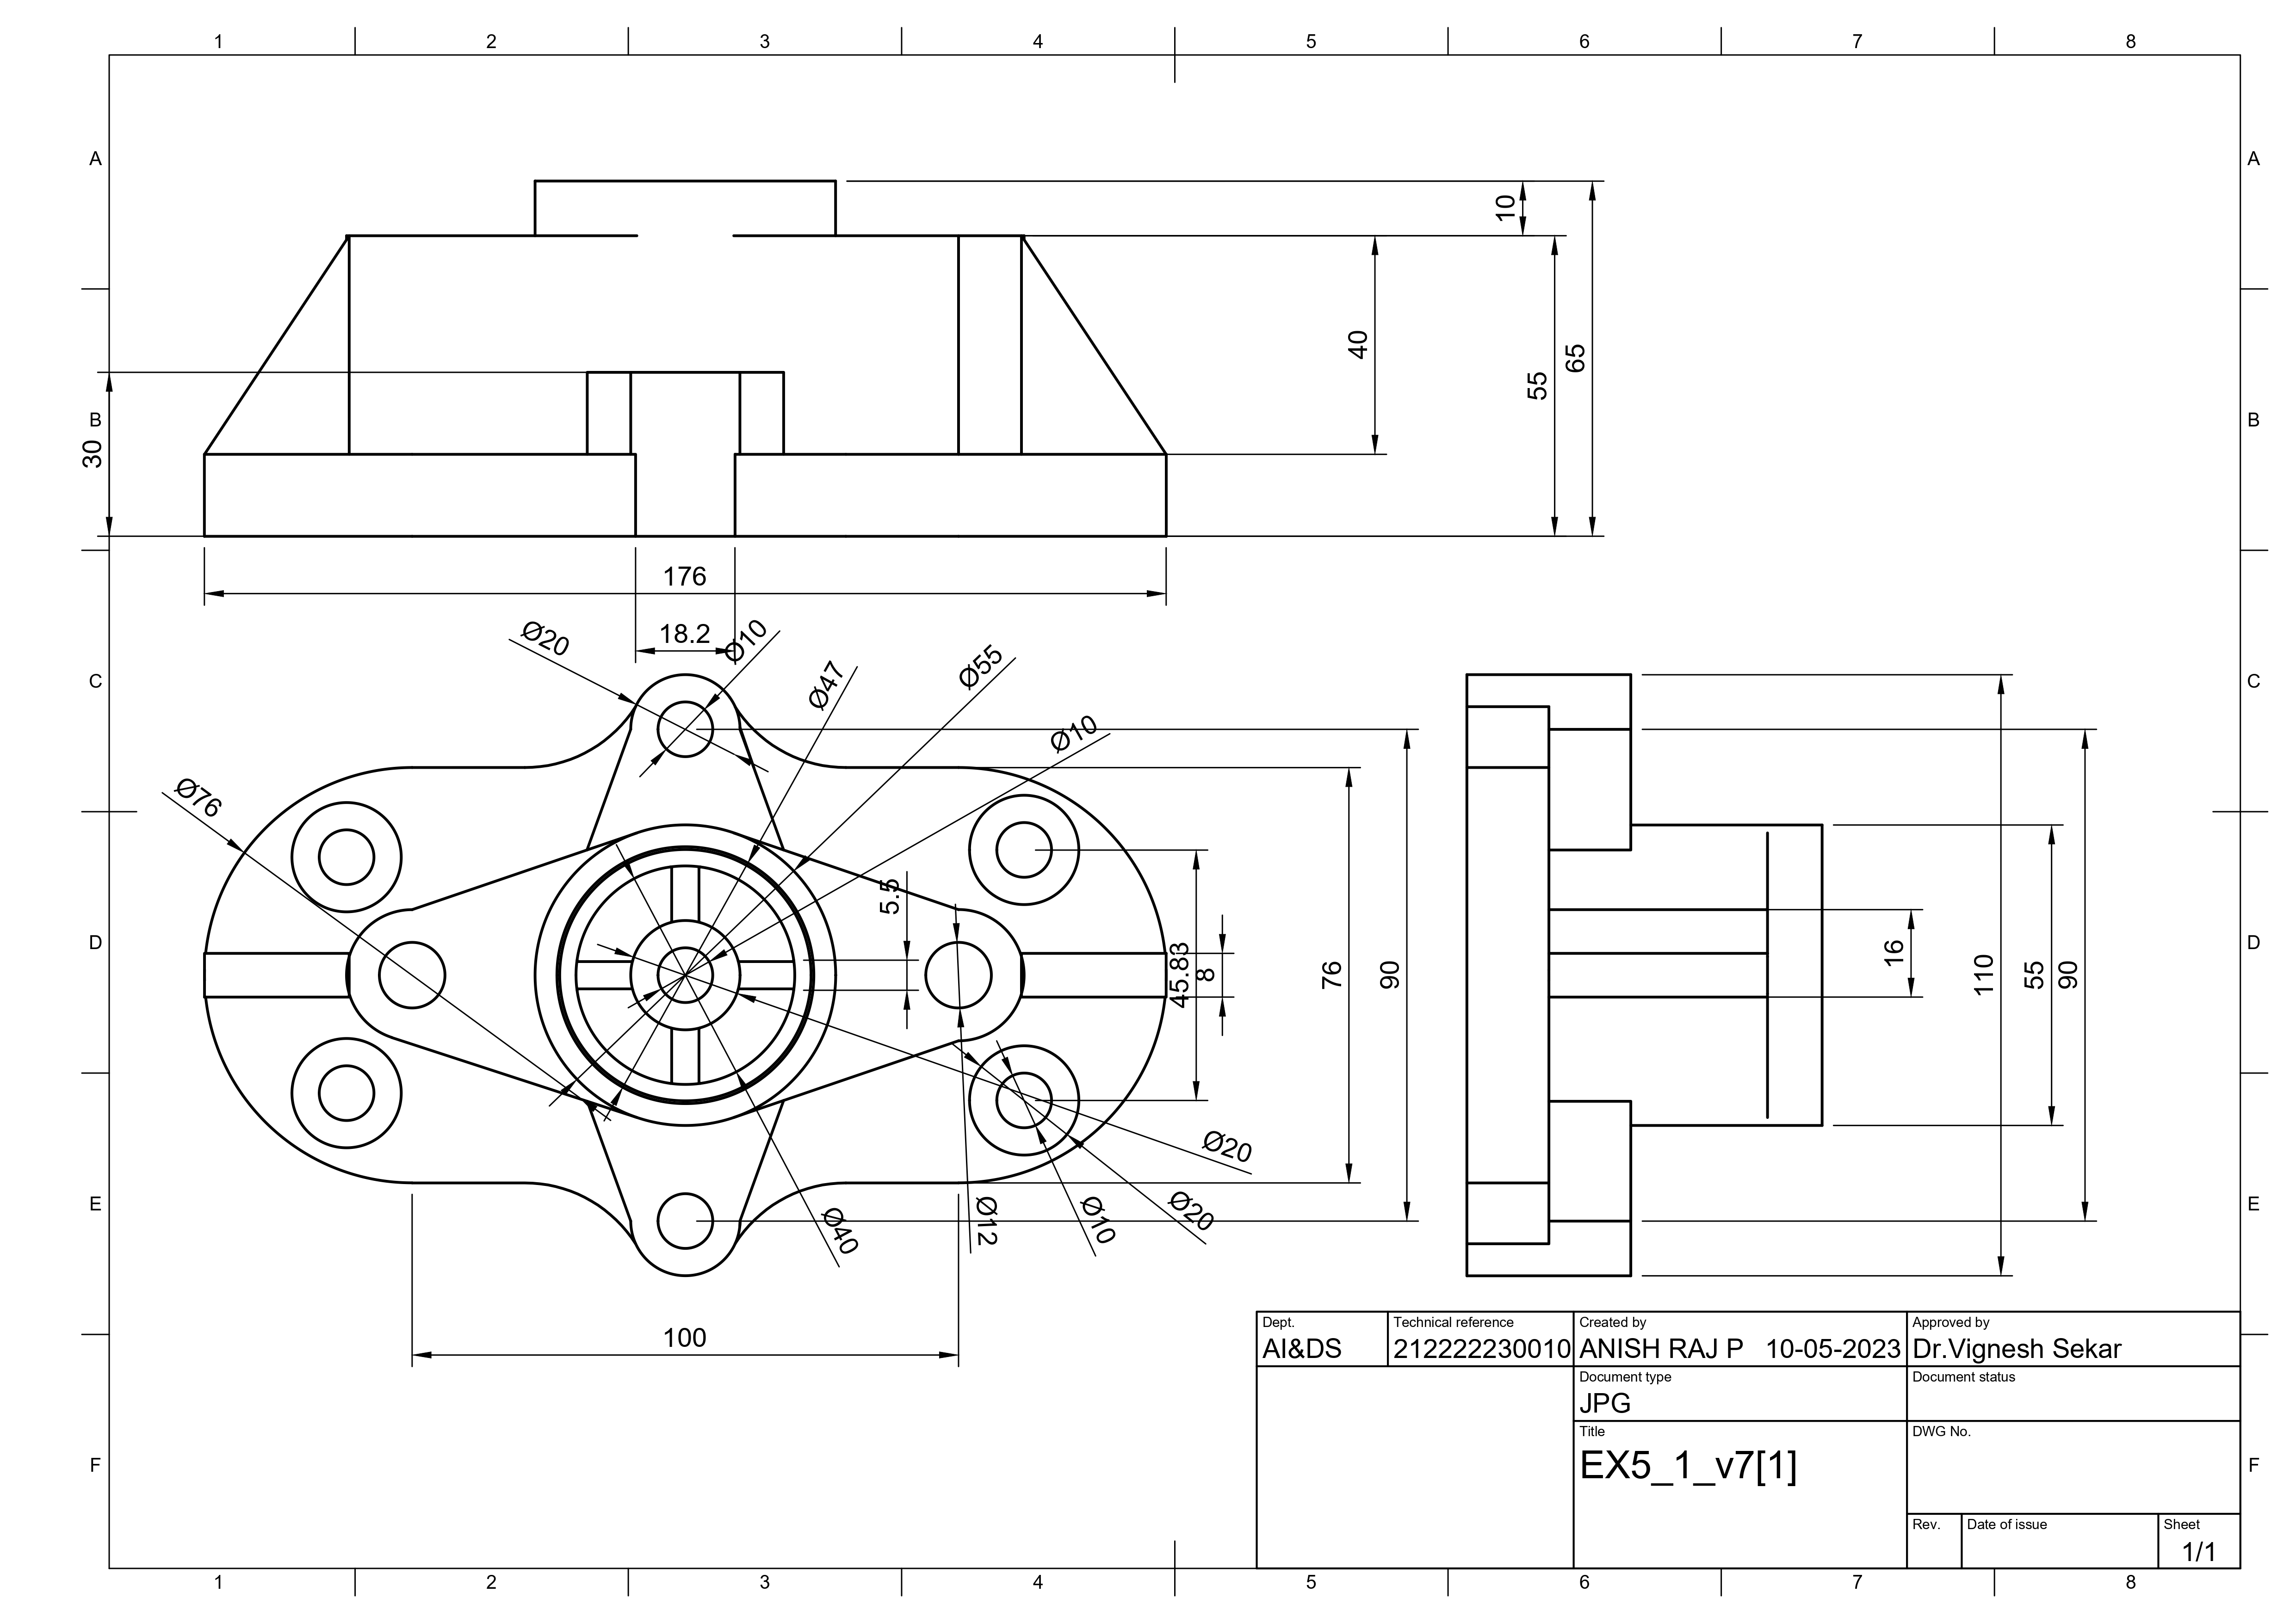 1 2 3 4 5 6 7 8
A A
10
40
65
55
B B
30
176
Ø20
18.2
Ø10
Ø47
Ø55
C C
Ø10
Ø76
5.5
D D
45.83
8
76
90
16
110
55
90
Ø20
E E
Ø12
Ø10
Ø20
Ø40
100
Dept. Technical reference Created by Approved by
AI&DS 212222230010 ANISH RAJ P 10-05-2023 Dr.Vignesh Sekar
Document type Document status
JPG
Title DWG No.
EX5_1_v7[1]
F F
Rev. Date of issue Sheet
1/1
1 2 3 4 5 6 7 8